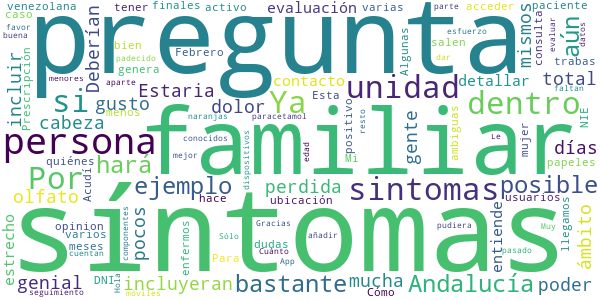 venezolana
tener
finales
activo
evaluación
varias
acceder
parte
paciente
caso
favor
buena
incluir
Prescripción
pregunta
Deberían
bien
salen
consulta
esfuerzo
evaluar
datos
mismos
aún
genera
Febrero
Algunas
trabas
menores
padecido
dar
faltan
Estaria
contacto
Esta
detallar
total
si
gusto
menos
aparte
Ya
unidad
dentro
cabeza
dolor
naranjas
paracetamol
positivo
gente
ambiguas
mujer
NIE
persona
familiar
conocidos
resto
Le
días
hará
quiénes
mejor
edad
Mi
papeles
Por
ejemplo
dispositivos
sintomas
posible
olfato
Acudí
hace
perdida
ubicación
entiende
usuarios
síntomas
estrecho
opinion
pocos
componentes
enfermos
Gracias
añadir
pudiera
Muy
llegamos
ámbito
varios
meses
cuentan
Para
dudas
Sólo
bastante
mucha
Andalucía
genial
DNI
Hola
incluyeran
Cuánto
App
Cómo
pasado
poder
seguimiento
móviles